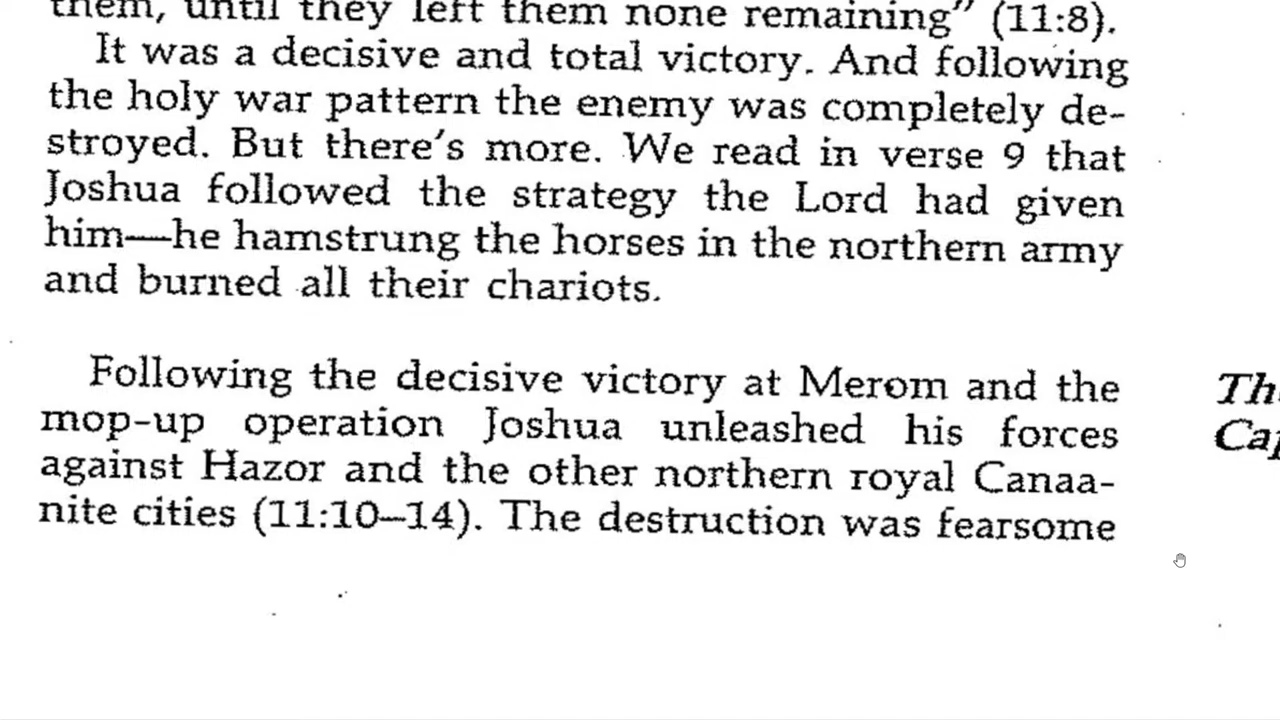 them, until they left them none remaining” (11:8).
It was a decisive and total victory. And following
the holy war pattern the enemy was completely de-
stroyed. But there’s more. We read in verse 9 that
Joshua followed the strategy the Lord had given
him—he hamstrung the horses in the northern army
and burned all their chariots.
Following the decisive victory at Merom and the
mop-up operation Joshua unleashed his forces
against Hazor and the other northern royal Canaa-
nite cities (11:10–14). The destruction was fearsome